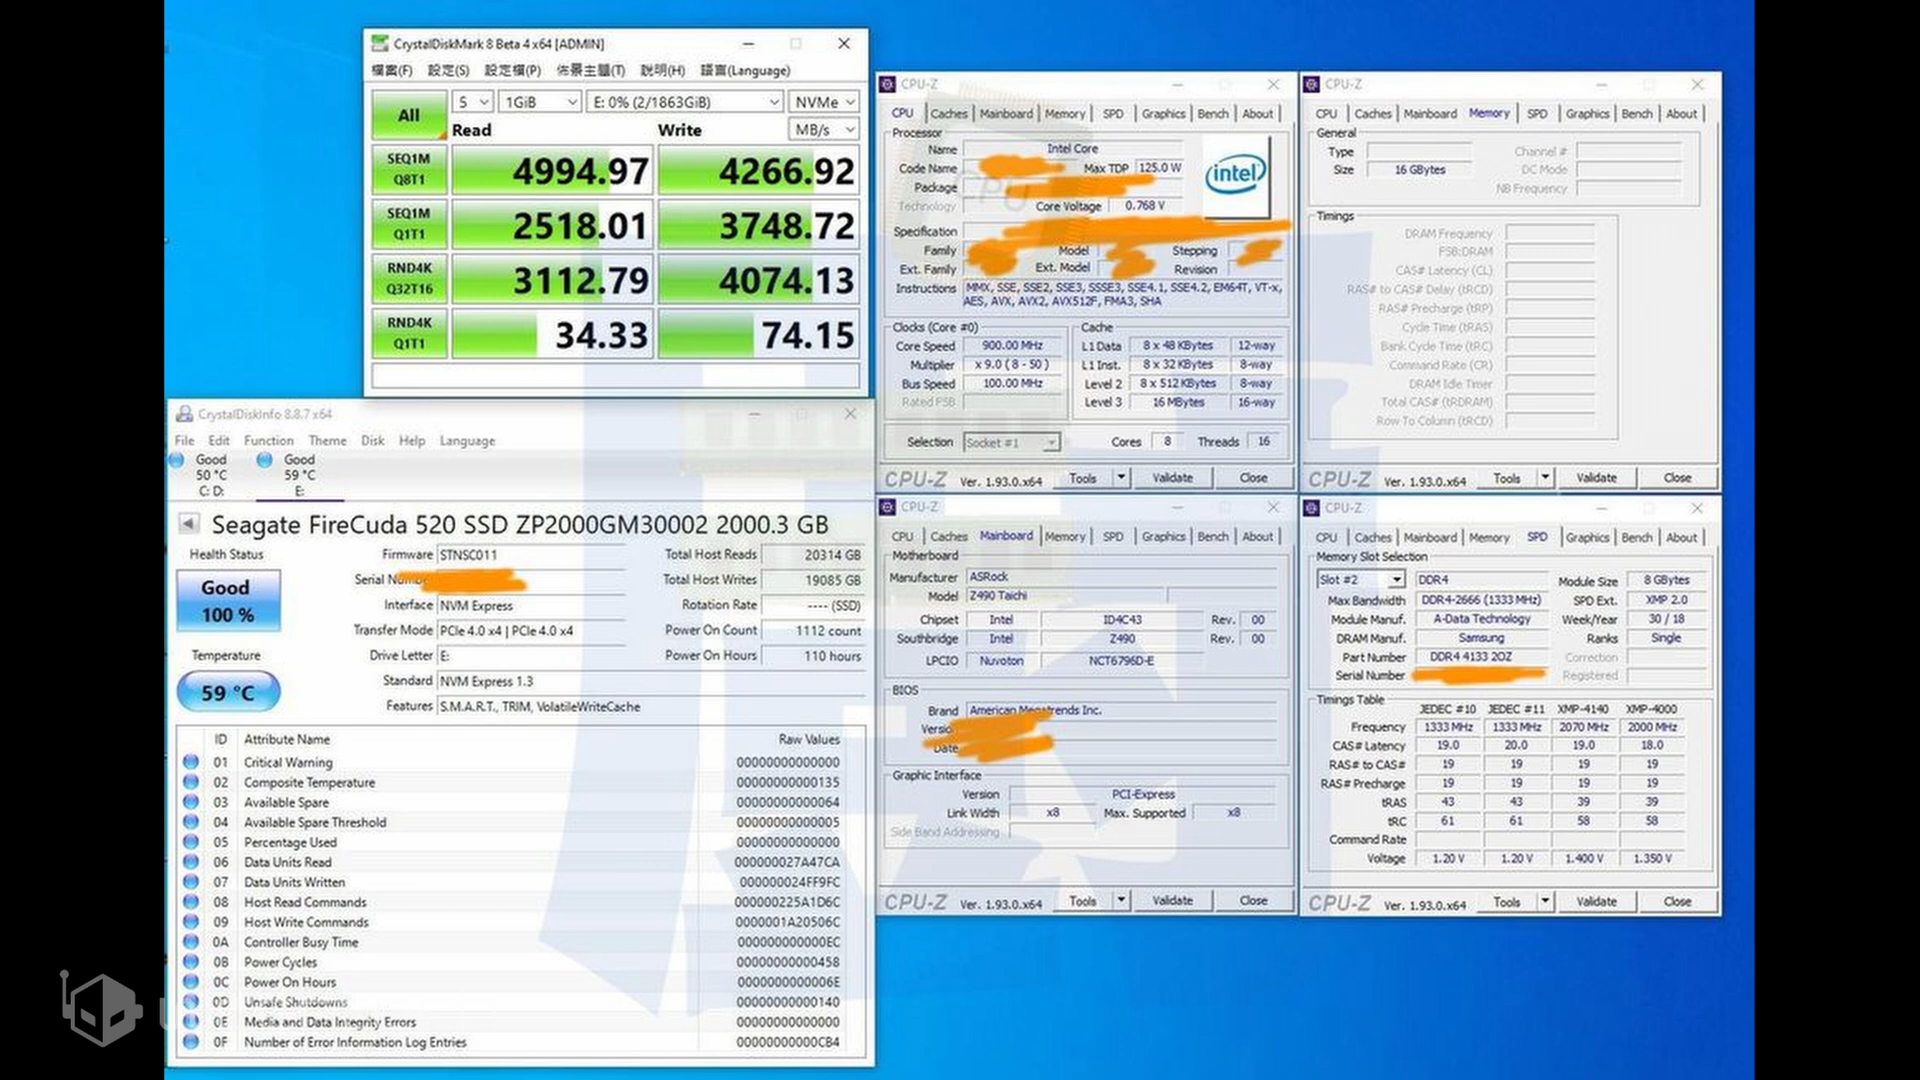 CrystalDiskMark 8 Beta 4 x64 [ADMIN]
檔案(F) 設定(S) 設定檔(P) 佈景主題(T) 說明(H) 語言(Language)
All 5 1GiB E: 0% (2/1863GiB) NVMe
Read Write MB/s
SEQ1M Q8T1 4994.97 4266.92
SEQ1M Q1T1 2518.01 3748.72
RND4K Q32T16 3112.79 4074.13
RND4K Q1T1 34.33 74.15
CrystalDiskInfo 8.8.7 x64
File Edit Function Theme Disk Help Language
Good Good
50 °C 59 °C
C: D: E:
Seagate FireCuda 520 SSD ZP2000GM30002 2000.3 GB
Health Status
Good
100 %
Temperature
59 °C
Firmware STNSC011
Serial
Interface NVM Express
Transfer Mode PCIe 4.0 x4 | PCIe 4.0 x4
Drive Letter E:
Standard NVM Express 1.3
Features S.M.A.R.T., TRIM, VolatileWriteCache
Total Host Reads 20314 GB
Total Host Writes 19085 GB
Rotation Rate ---- (SSD)
Power On Count 1112 count
Power On Hours 110 hours
ID Attribute Name Raw Values
01 Critical Warning 00000000000000
02 Composite Temperature 00000000000135
03 Available Spare 00000000000064
04 Available Spare Threshold 00000000000005
05 Percentage Used 00000000000000
06 Data Units Read 000000027A47CA
07 Data Units Written 000000024FF9FC
08 Host Read Commands 000000225A1D6C
09 Host Write Commands 0000001A20506C
0A Controller Busy Time 000000000000EC
0B Power Cycles 00000000000458
0C Power On Hours 0000000000006E
0D Unsafe Shutdowns 00000000000140
0E Media and Data Integrity Errors 00000000000000
0F Number of Error Information Log Entries 00000000000CB4
CPU-Z
CPU Caches Mainboard Memory SPD Graphics Bench About
Processor
Name Intel Core
Code Name Max TDP 125.0 W
Package
Technology Core Voltage 0.768 V
intel
Specification
Family Model Stepping
Ext. Family Ext. Model Revision
Instructions MMX, SSE, SSE2, SSE3, SSSE3, SSE4.1, SSE4.2, EM64T, VT-x,
AES, AVX, AVX2, AVX512F, FMA3, SHA
Clocks (Core #0)
Core Speed 900.00 MHz
Multiplier x 9.0 ( 8 - 50 )
Bus Speed 100.00 MHz
Rated FSB
Cache
L1 Data 8 x 48 KBytes 12-way
L1 Inst. 8 x 32 KBytes 8-way
Level 2 8 x 512 KBytes 8-way
Level 3 16 MBytes 16-way
Selection Socket #1 Cores 8 Threads 16
CPU-Z Ver. 1.93.0.x64 Tools Validate Close
CPU-Z
CPU Caches Mainboard Memory SPD Graphics Bench About
General
Type Channel #
Size 16 GBytes DC Mode
NB Frequency
Timings
DRAM Frequency
FSB:DRAM
CAS# Latency (CL)
RAS# to CAS# Delay (tRCD)
RAS# Precharge (tRP)
Cycle Time (tRAS)
Bank Cycle Time (tRC)
Command Rate (CR)
DRAM Idle Timer
Total CAS# (tRDRAM)
Row To Column (tRCD)
CPU-Z Ver. 1.93.0.x64 Tools Validate Close
CPU-Z
CPU Caches Mainboard Memory SPD Graphics Bench About
Motherboard
Manufacturer ASRock
Model Z490 Taichi
Chipset Intel ID4C43 Rev. 00
Southbridge Intel Z490 Rev. 00
LPCIO Nuvoton NCT6796D-E
BIOS
Brand American Megatrends Inc.
Version
Date
Graphic Interface
Version PCI-Express
Link Width x8 Max. Supported x8
Side Band Addressing
CPU-Z Ver. 1.93.0.x64 Tools Validate Close
CPU-Z
CPU Caches Mainboard Memory SPD Graphics Bench About
Memory Slot Selection
Slot #2 DDR4 Module Size 8 GBytes
Max Bandwidth DDR4-2666 (1333 MHz) SPD Ext. XMP 2.0
Module Manuf. A-Data Technology Week/Year 30 / 18
DRAM Manuf. Samsung Ranks Single
Part Number DDR4 4133 2OZ Correction
Serial Number Registered
Timings Table
JEDEC #10 JEDEC #11 XMP-4140 XMP-4000
Frequency 1333 MHz 1333 MHz 2070 MHz 2000 MHz
CAS# Latency 19.0 20.0 19.0 18.0
RAS# to CAS# 19 19 19 19
RAS# Precharge 19 19 19 19
tRAS 43 43 39 39
tRC 61 61 58 58
Command Rate
Voltage 1.20 V 1.20 V 1.400 V 1.350 V
CPU-Z Ver. 1.93.0.x64 Tools Validate Close